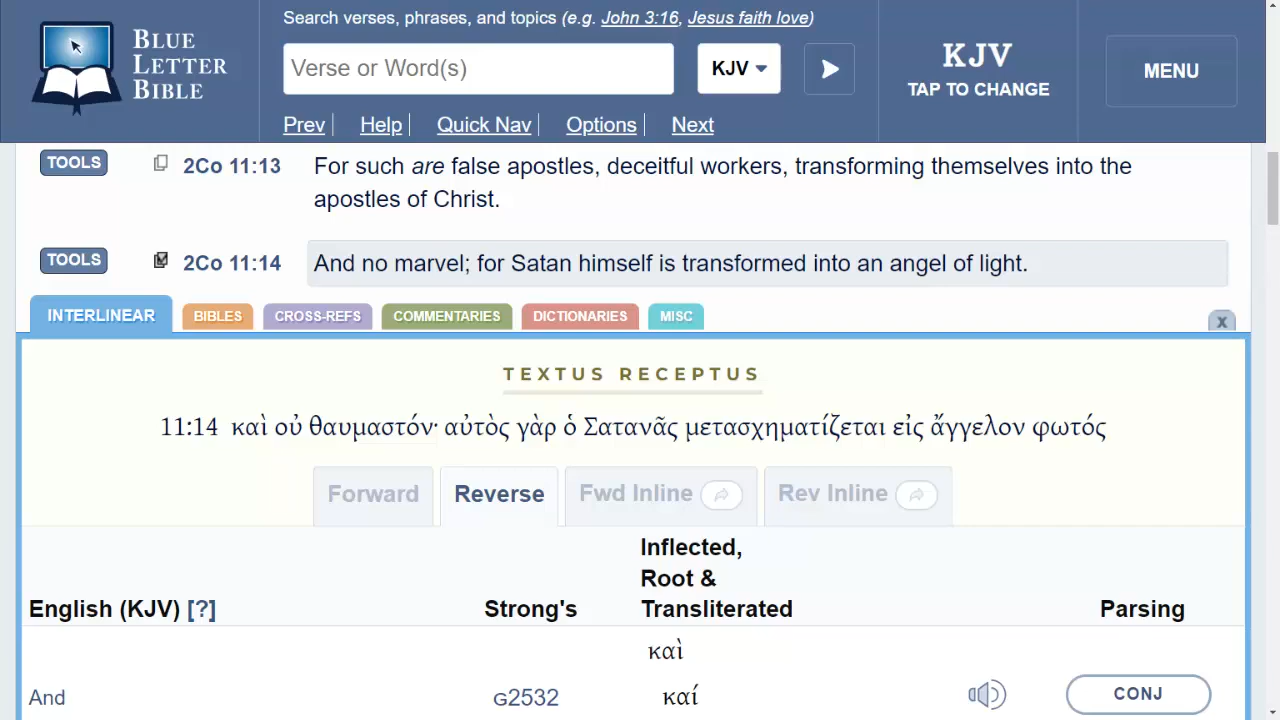 BLUE
LETTER
BIBLE
Search verses, phrases, and topics (e.g. John 3:16, Jesus faith love)
Verse or Word(s)
KJV
Prev Help Quick Nav Options Next
KJV
TAP TO CHANGE
MENU
TOOLS 2Co 11:13 For such are false apostles, deceitful workers, transforming themselves into the
apostles of Christ.
TOOLS 2Co 11:14 And no marvel; for Satan himself is transformed into an angel of light.
INTERLINEAR BIBLES CROSS-REFS COMMENTARIES DICTIONARIES MISC x
TEXTUS RECEPTUS
11:14 καὶ οὐ θαυμαστόν· αὐτὸς γὰρ ὁ Σατανᾶς μετασχηματίζεται εἰς ἄγγελον φωτός
Forward Reverse Fwd Inline Rev Inline
English (KJV) [?] Strong's Inflected,
Root &
Transliterated Parsing
καὶ
And G2532 καί CONJ